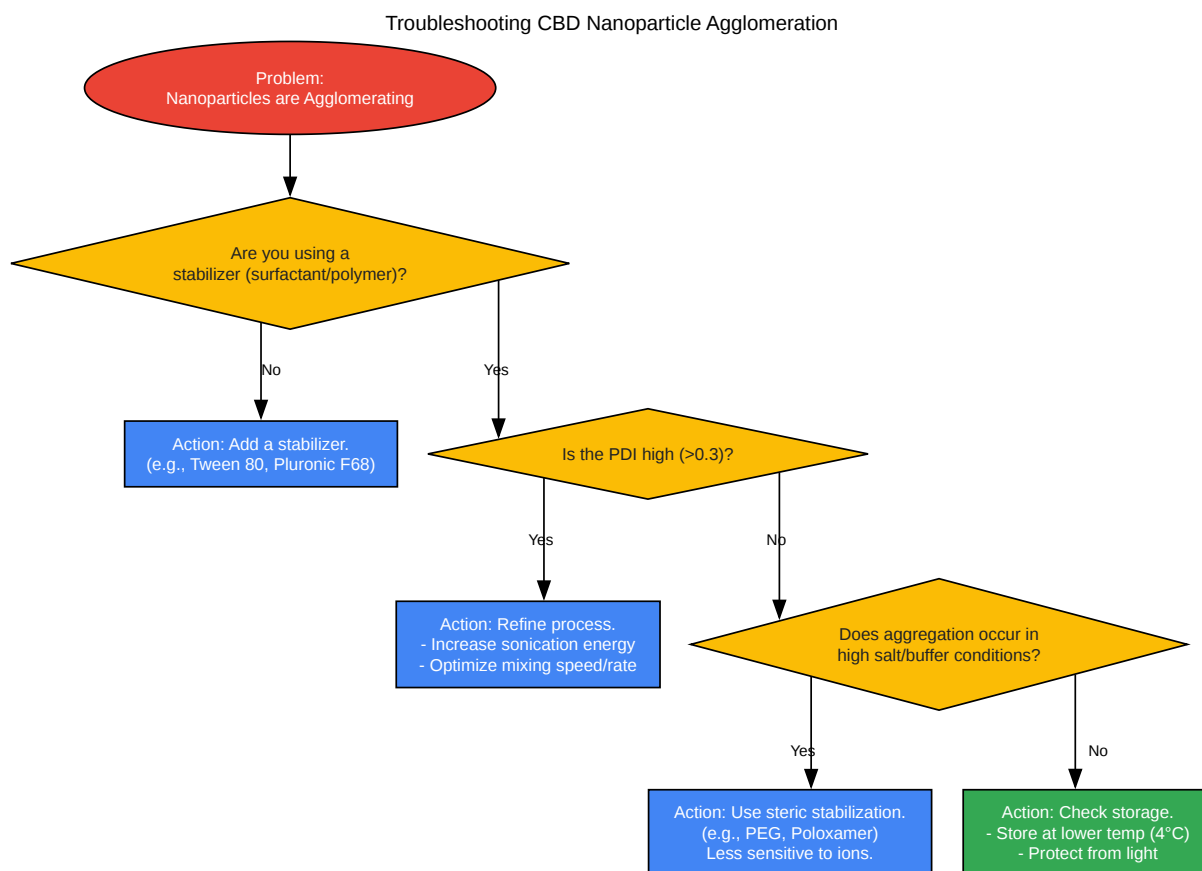 Troubleshooting CBD Nanoparticle Agglomeration
Problem:
Nanoparticles are Agglomerating
Are you using a
stabilizer (surfactant/polymer)?
No
Yes
Action: Add a stabilizer.
(e.g., Tween 80, Pluronic F68)
Is the PDI high (>0.3)?
Yes
No
Action: Refine process.
- Increase sonication energy
- Optimize mixing speed/rate
Does aggregation occur in
high salt/buffer conditions?
Yes
No
Action: Use steric stabilization.
(e.g., PEG, Poloxamer)
Less sensitive to ions.
Action: Check storage.
- Store at lower temp (4°C)
- Protect from light